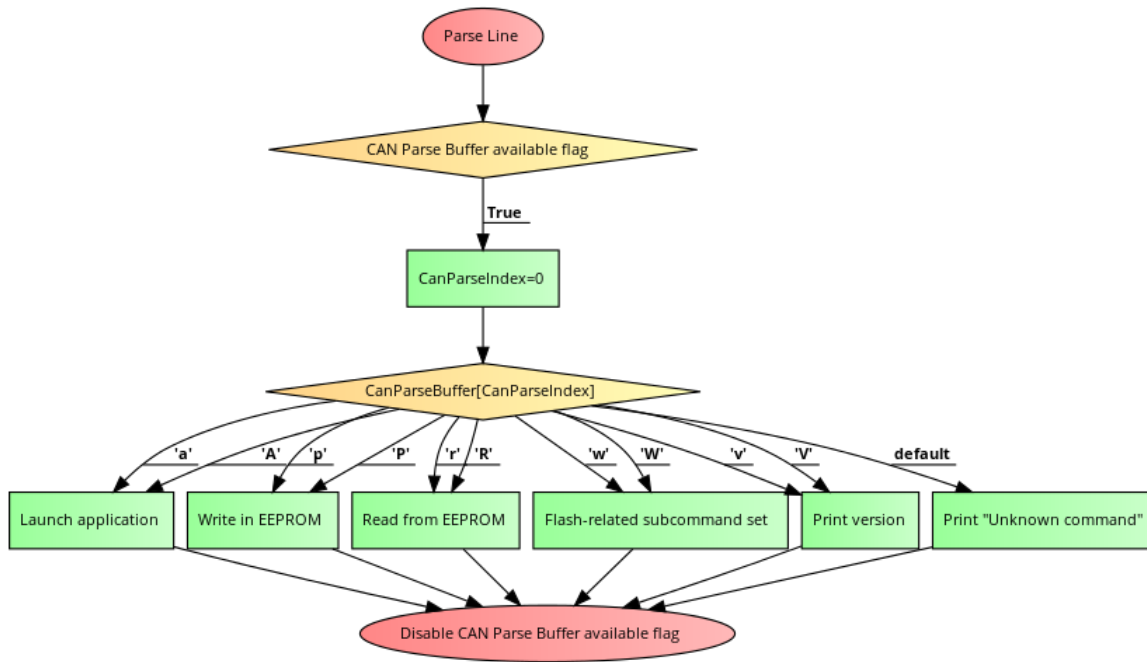 Parse Line
CAN Parse Buffer available flag
True
CanParseIndex=0
CanParseBuffer[CanParseIndex]
'a' 'A' 'p' 'P' 'r' 'R' 'w' 'W' 'v' 'V' default
Launch application
Write in EEPROM
Read from EEPROM
Flash-related subcommand set
Print version
Print "Unknown command"
Disable CAN Parse Buffer available flag